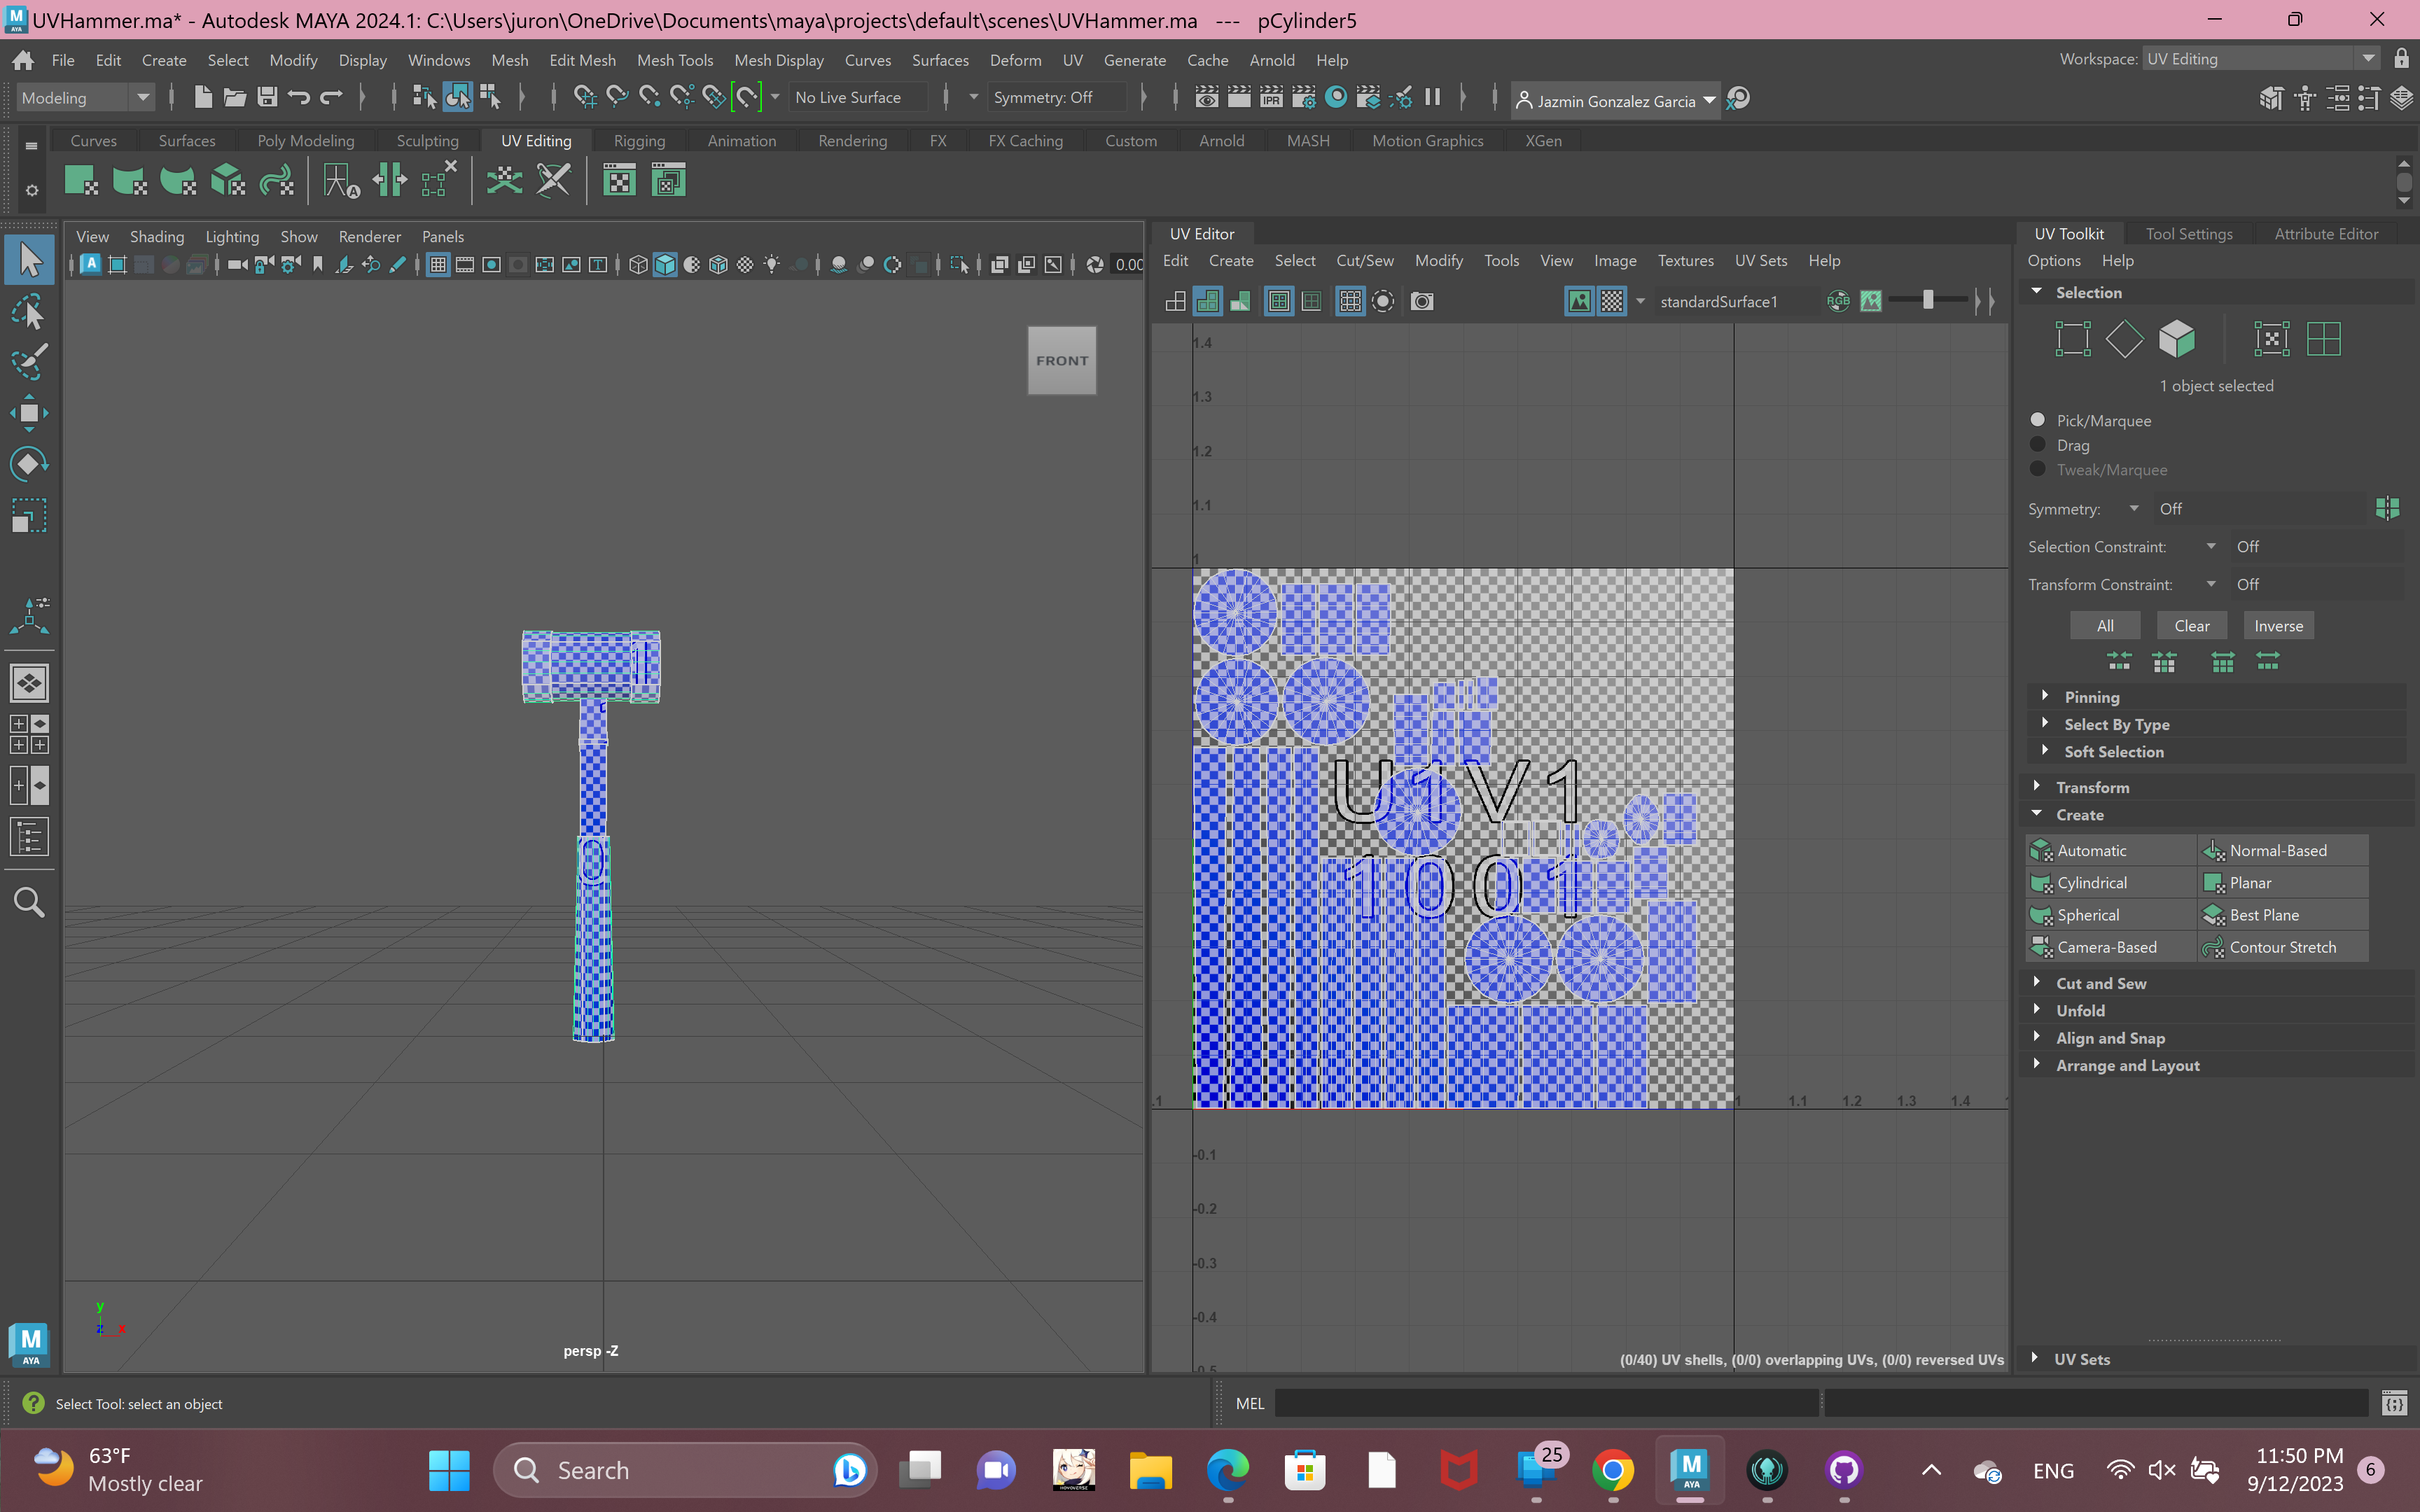 UVHammer.ma* - Autodesk MAYA 2024.1: C:\Users\juron\OneDrive\Documents\maya\projects\default\scenes\UVHammer.ma --- pCylinder5
File Edit Create Select Modify Display Windows Mesh Edit Mesh Mesh Tools Mesh Display Curves Surfaces Deform UV Generate Cache Arnold Help
Workspace: UV Editing
Modeling
No Live Surface
Symmetry: Off
IPR
Jazmin Gonzalez Garcia
Curves Surfaces Poly Modeling Sculpting UV Editing Rigging Animation Rendering FX FX Caching Custom Arnold MASH Motion Graphics XGen
View Shading Lighting Show Renderer Panels
0.00
FRONT
persp -Z
y
z x
UV Editor
Edit Create Select Cut/Sew Modify Tools View Image Textures UV Sets Help
standardSurface1
RGB
1.4
1.3
1.2
1.1
1
U1V1
1001
.1 1 1.1 1.2 1.3 1.4
-0.1
-0.2
-0.3
-0.4
-0.5
(0/40) UV shells, (0/0) overlapping UVs, (0/0) reversed UVs
UV Toolkit Tool Settings Attribute Editor
Options Help
Selection
1 object selected
Pick/Marquee
Drag
Tweak/Marquee
Symmetry: Off
Selection Constraint: Off
Transform Constraint: Off
All Clear Inverse
Pinning
Select By Type
Soft Selection
Transform
Create
Automatic Normal-Based
Cylindrical Planar
Spherical Best Plane
Camera-Based Contour Stretch
Cut and Sew
Unfold
Align and Snap
Arrange and Layout
UV Sets
M
AYA
Select Tool: select an object
MEL
63°F
Mostly clear
Search
25
M
AYA
ENG
11:50 PM
9/12/2023
6